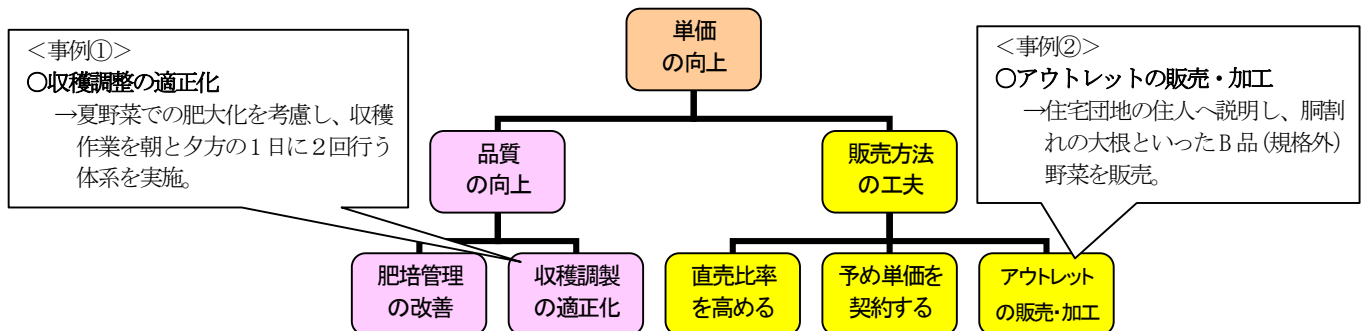 ＜事例①＞
○収穫調整の適正化
→夏野菜での肥大化を考慮し、収穫
作業を朝と夕方の１日に２回行う
体系を実施。
単価
の向上
＜事例②＞
○アウトレットの販売・加工
→住宅団地の住人へ説明し、胴割
れの大根といったＢ品(規格外)
野菜を販売。
品質
の向上
販売方法
の工夫
肥培管理
の改善
収穫調製
の適正化
直売比率
を高める
予め単価を
契約する
アウトレット
の販売・加工